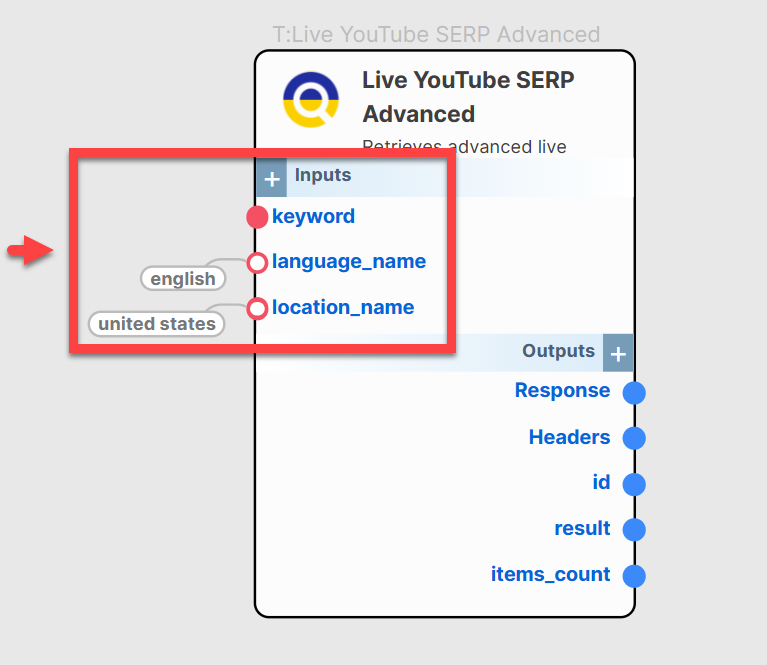 T:Live YouTube SERP Advanced
Live YouTube SERP
Advanced
Retrieves advanced live
+ Inputs
keyword
language_name
english
location_name
united states
Outputs +
Response
Headers
id
result
items_count